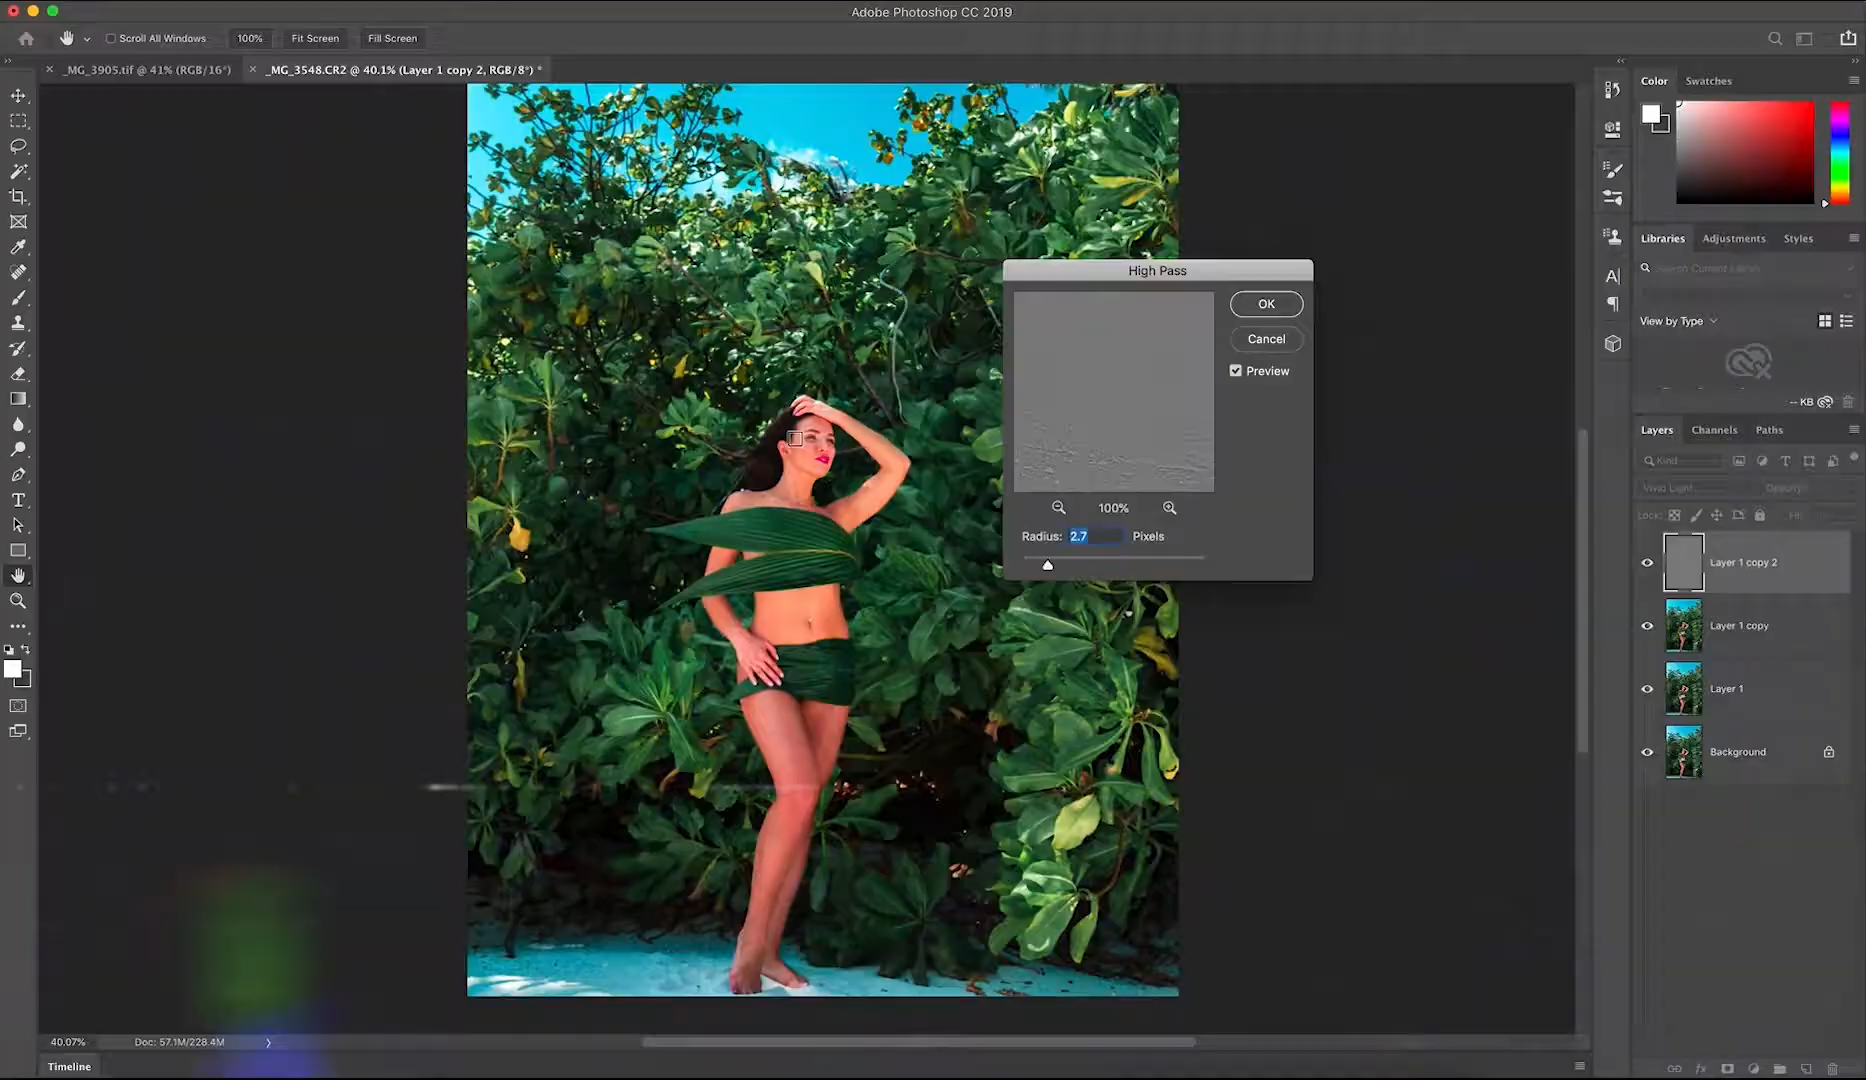 Adobe Photoshop CC 2019
Scroll All Windows 100% Fit Screen Fill Screen
_MG_3905.tif @ 41% (RGB/16*) _MG_3548.CR2 @ 40.1% (Layer 1 copy 2, RGB/8*) *
Color Swatches
Libraries Adjustments Styles
Search Current Library
View by Type
-- KB
High Pass
OK
Cancel
Preview
100%
Radius: 2.7 Pixels
Layers Channels Paths
Kind
Vivid Light Opacity:
Lock: Fill:
Layer 1 copy 2
Layer 1 copy
Layer 1
Background
40.07% Doc: 57.1M/228.4M
Timeline